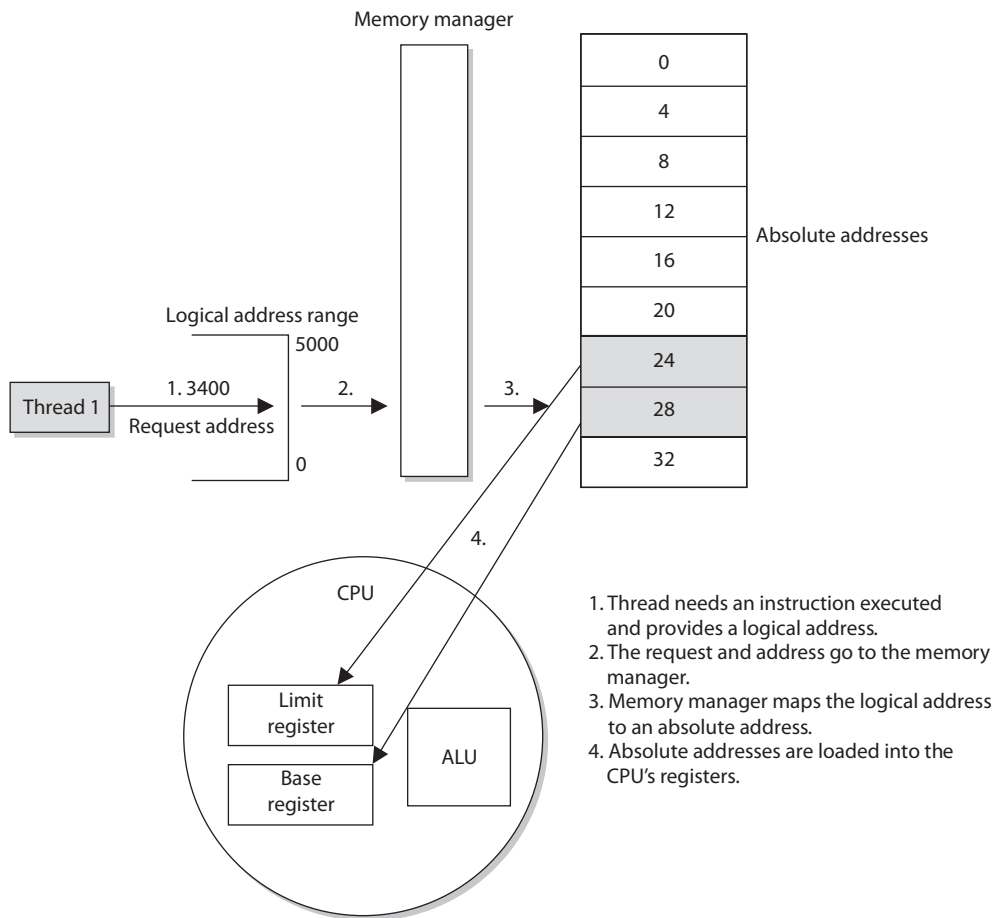 Memory manager
0
4
8
12
16
20
24
28
32
Absolute addresses
Logical address range
5000
0
Thread 1
1. 3400
Request address
2.
3.
4.
CPU
Limit
register
Base
register
ALU
1. Thread needs an instruction executed
and provides a logical address.
2. The request and address go to the memory
manager.
3. Memory manager maps the logical address
to an absolute address.
4. Absolute addresses are loaded into the
CPU’s registers.